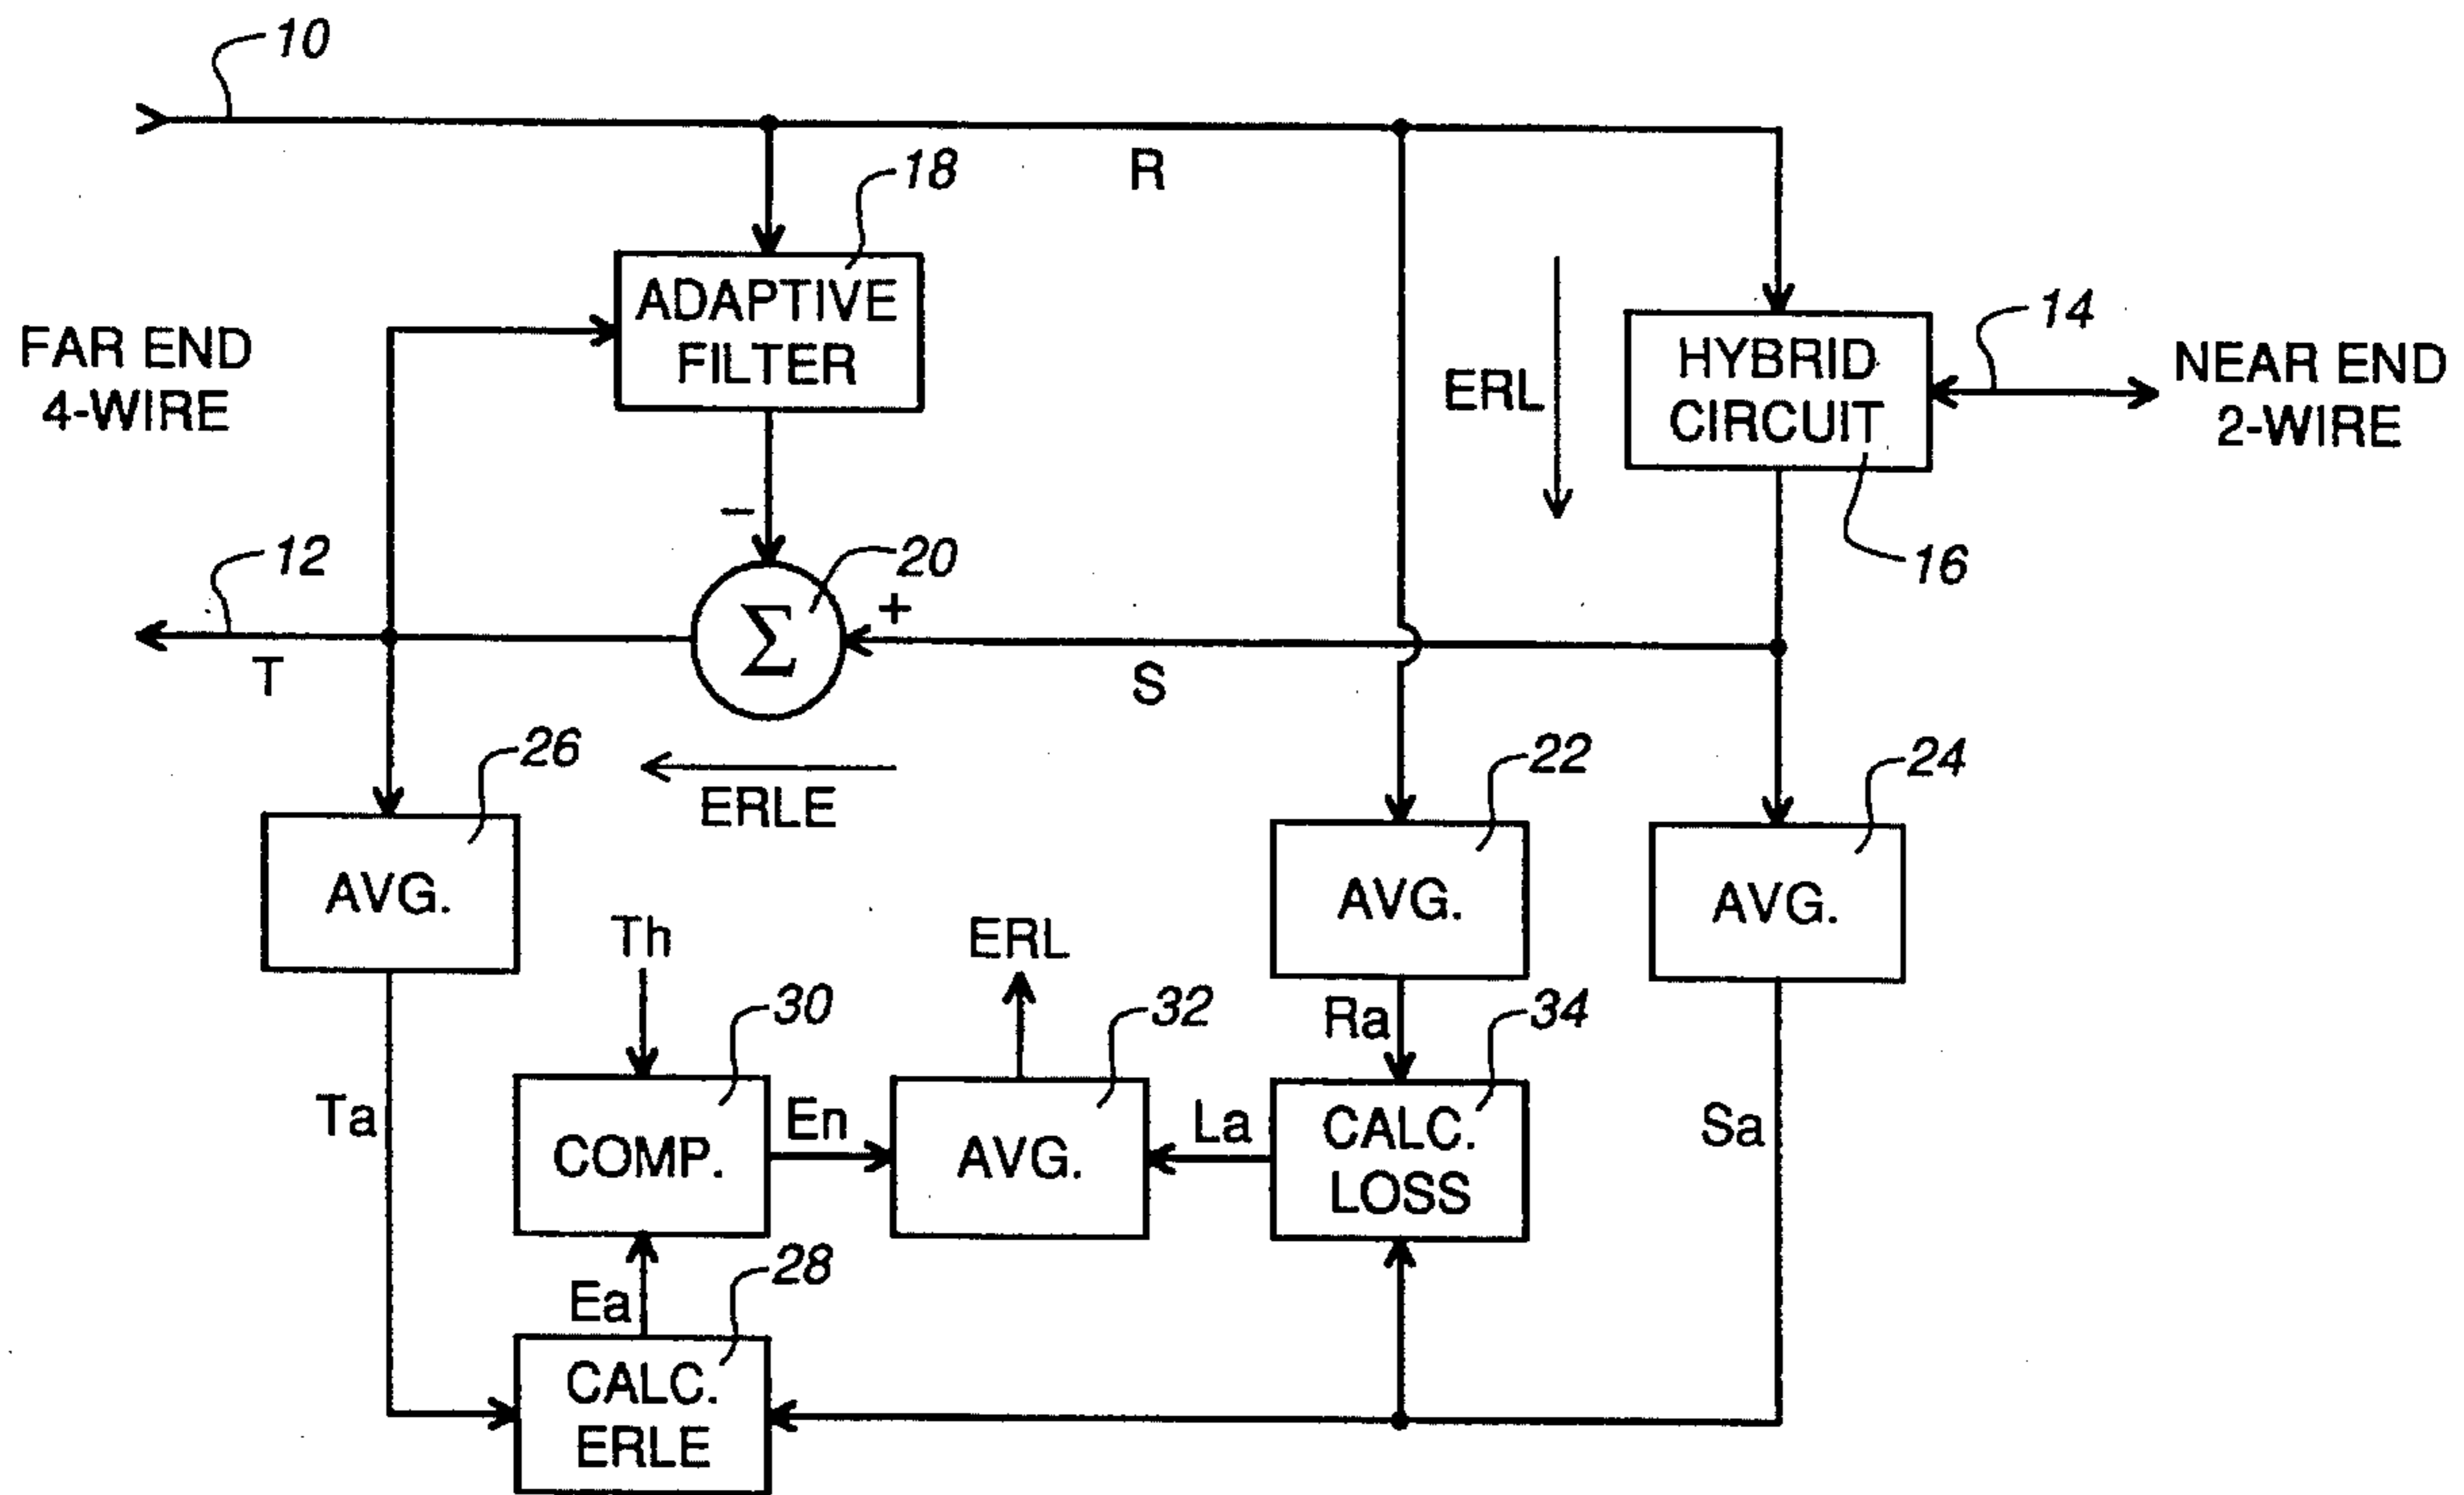 10
R
18
ADAPTIVE
FILTER
FAR END
4-WIRE
ERL
HYBRID
CIRCUIT
14
NEAR END
2-WIRE
16
−
20
+
Σ
12
T
S
ERLE
26
AVG.
22
AVG.
24
AVG.
Th
ERL
30
COMP.
En
32
AVG.
La
Ra
34
CALC.
LOSS
Ta
Sa
Ea
28
CALC.
ERLE